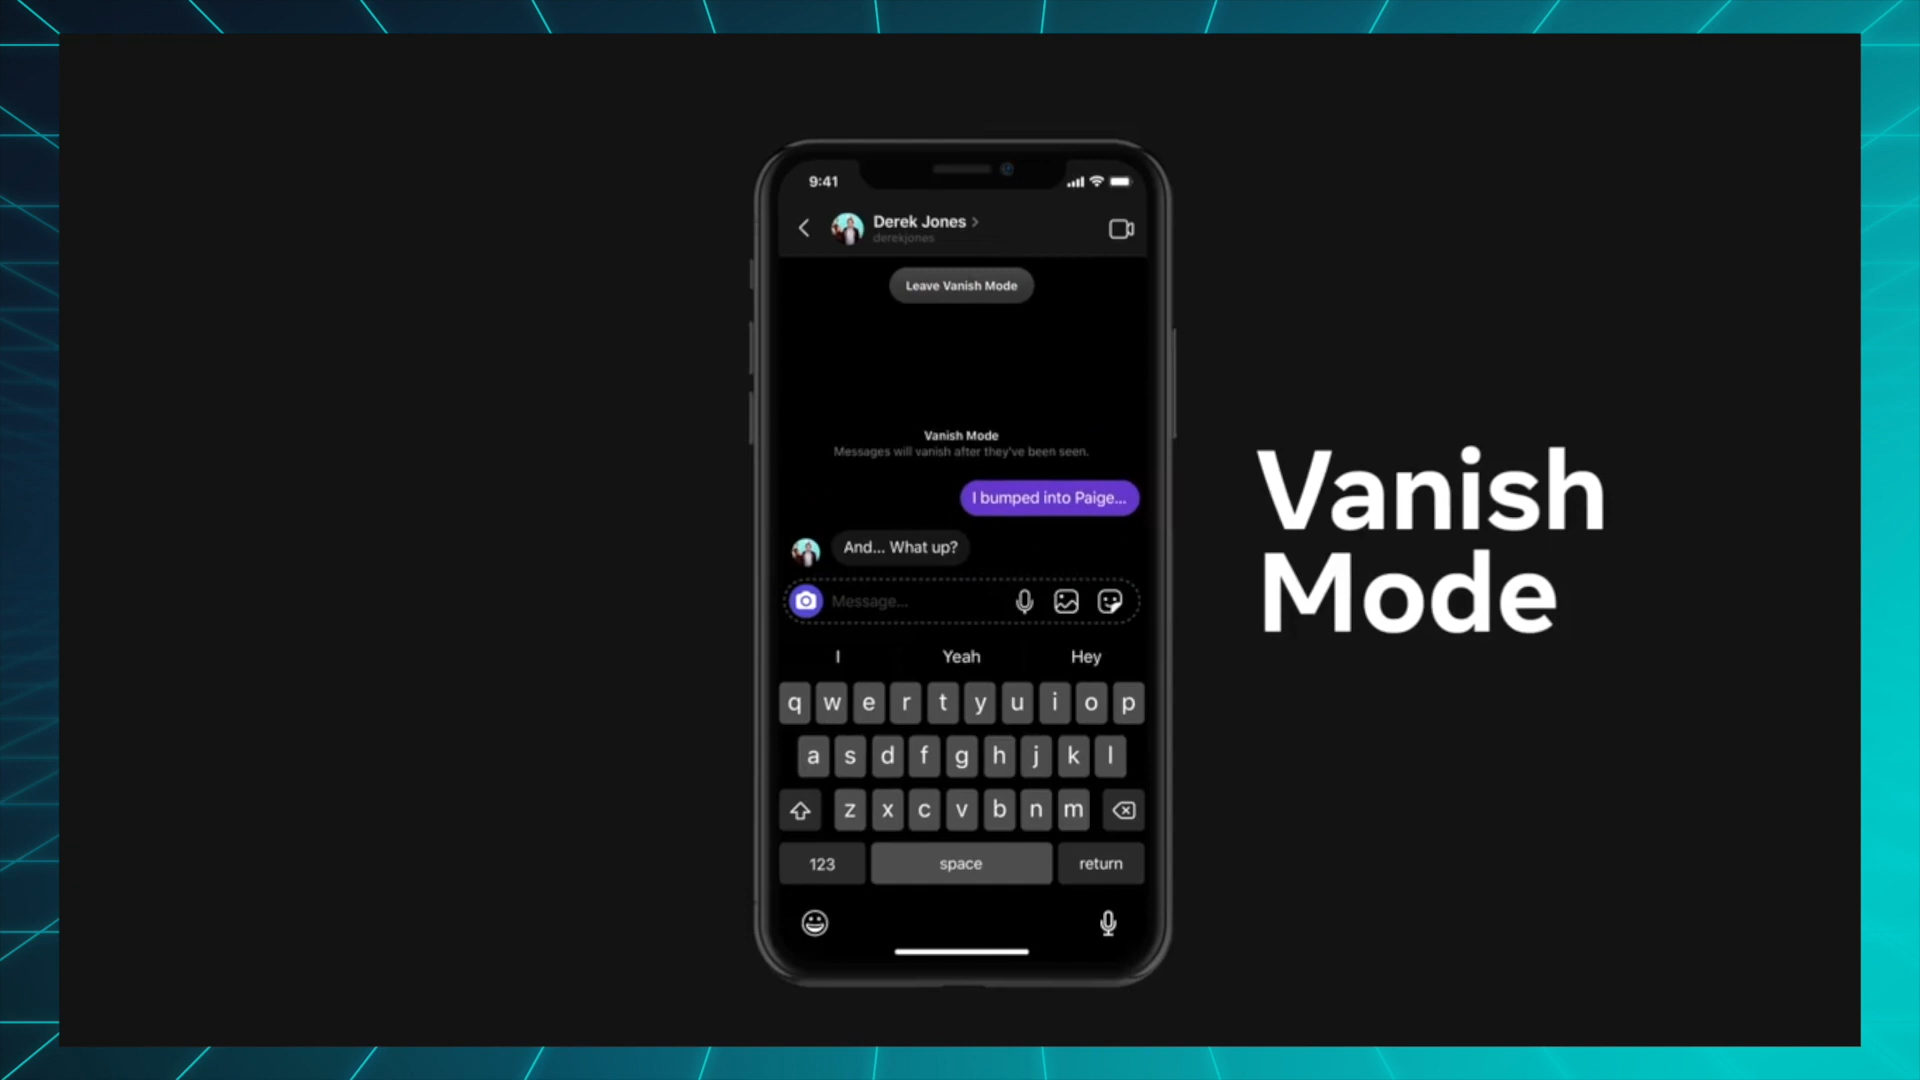 9:41
Derek Jones
derekjones
Leave Vanish Mode
Vanish Mode
Messages will vanish after they've been seen.
I bumped into Paige...
And... What up?
Message...
I Yeah Hey
q w e r t y u i o p
a s d f g h j k l
z x c v b n m
123 space return
Vanish
Mode